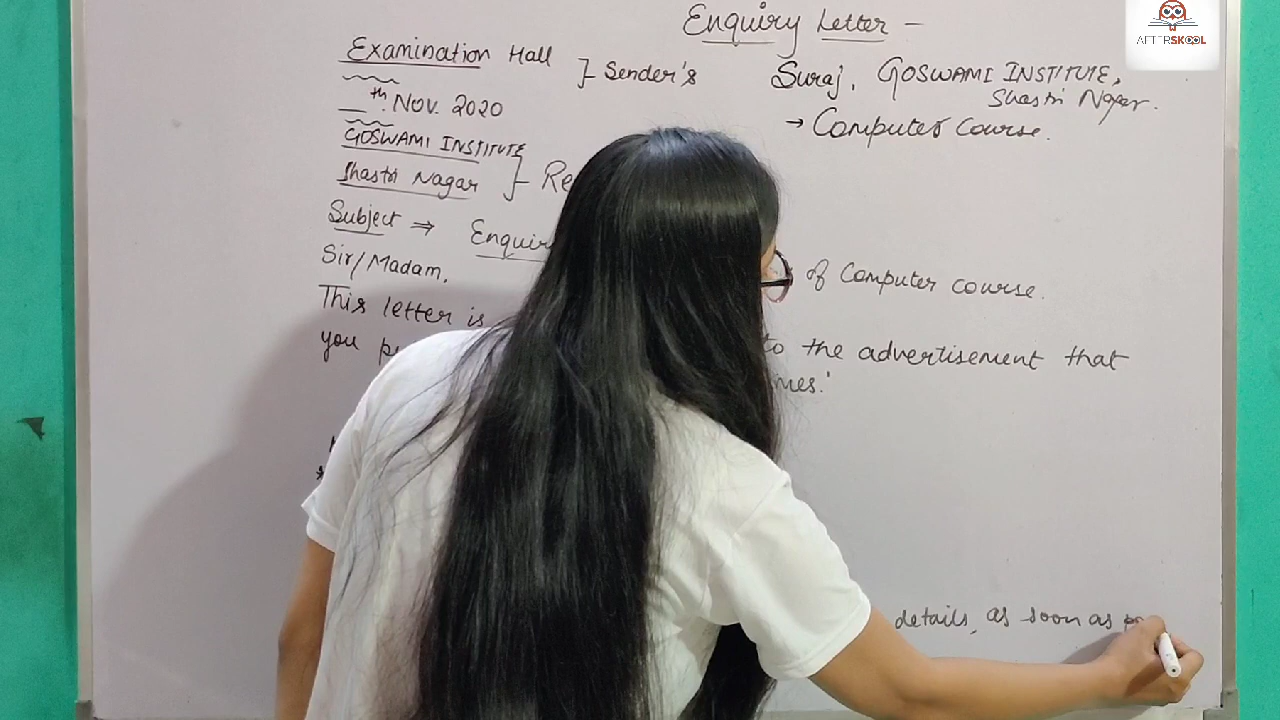 Enquiry Letter -
AFTERSKOOL
Examination Hall } Sender's
Suraj, GOSWAMI INSTITUTE,
Shastri Nagar.
th Nov. 2020
→ Computer Course.
GOSWAMI INSTITUTE
Shastri Nagar } Re
Subject ⇒ Enquir
of Computer course.
Sir/Madam,
This letter is
to the advertisement that
you
mes.'
details, as soon as